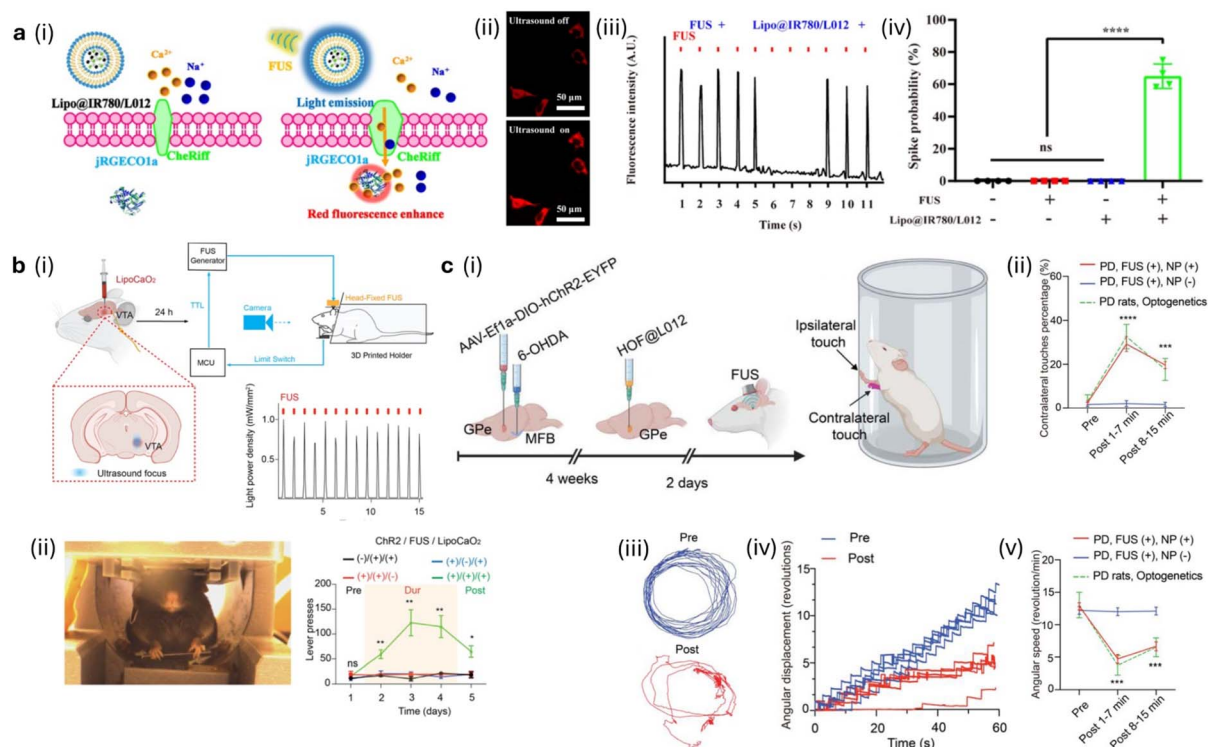 a (i)
Ca²⁺
Na⁺
Lipo@IR780/L012
jRGECO1a
CheRiff
FUS
Light emission
Ca²⁺
Na⁺
jRGECO1a
CheRiff
Red fluorescence enhance
(ii)
Ultrasound off
50 μm
Ultrasound on
50 μm
(iii)
FUS + Lipo@IR780/L012 +
FUS
Fluorescence intensity (A.U.)
1 2 3 4 5 6 7 8 9 10 11
Time (s)
(iv)
****
ns
Spike probability (%)
100
80
60
40
20
0
FUS - + - +
Lipo@IR780/L012 - - + +
b (i)
LipoCaO₂
VTA
24 h
FUS
Generator
TTL
MCU
Camera
Limit Switch
Head-Fixed FUS
3D Printed Holder
VTA
Ultrasound focus
FUS
Light power density (mW/mm²)
1.0
0.5
5 10 15
(ii)
ChR2 / FUS / LipoCaO₂
(-)/(+)/(+)
(+)/(-)/(+)
(+)/(+)/(-)
(+)/(+)/(+)
Pre Dur Post
Lever presses
200
150
100
50
0
ns
**
**
**
*
1 2 3 4 5
Time (days)
c (i)
AAV-Ef1a-DIO-hChR2-EYFP
6-OHDA
HOF@L012
FUS
GPe
MFB
GPe
4 weeks
2 days
Ipsilateral
touch
Contralateral
touch
(ii)
PD, FUS (+), NP (+)
PD, FUS (+), NP (-)
PD rats, Optogenetics
Contralateral touches percentage (%)
60
40
20
0
****
***
Pre
Post 1-7 min
Post 8-15 min
(iii)
Pre
Post
(iv)
Pre
Post
Angular displacement (revolutions)
15
10
5
0
0 20 40 60
Time (s)
(v)
PD, FUS (+), NP (+)
PD, FUS (+), NP (-)
PD rats, Optogenetics
Angular speed (revolution/min)
20
15
10
5
0
***
***
Pre
Post 1-7 min
Post 8-15 min